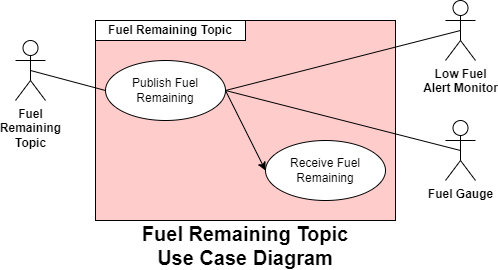 Fuel Remaining Topic
Publish Fuel
Remaining
Fuel
Remaining
Topic
Low Fuel
Alert Monitor
Receive Fuel
Remaining
Fuel Gauge
Fuel Remaining Topic
Use Case Diagram